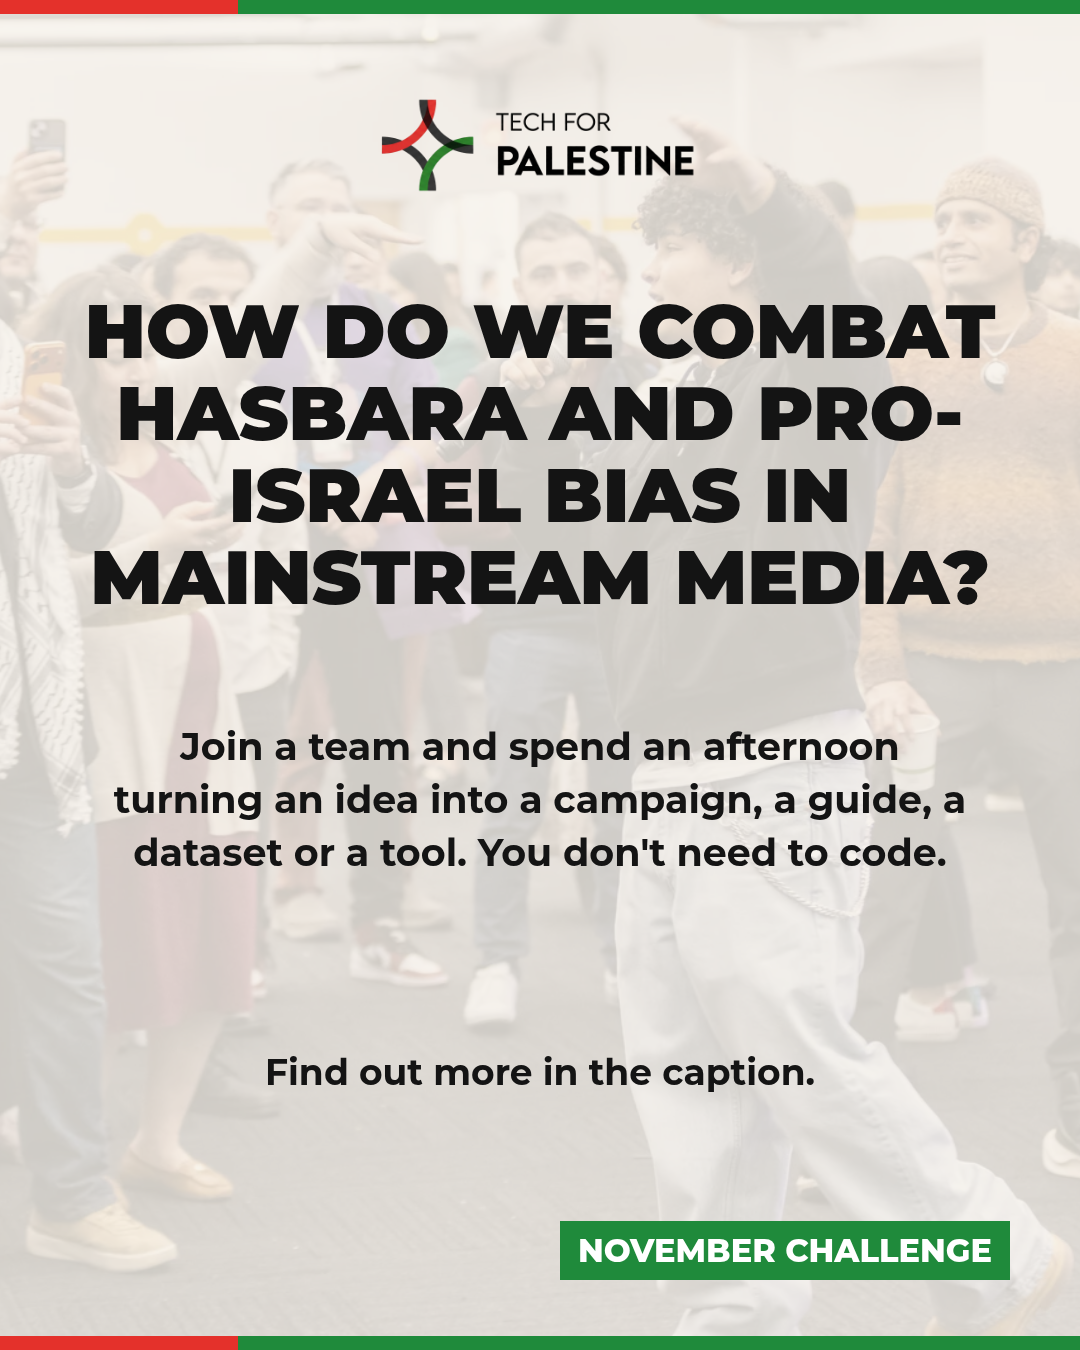 TECH FOR
PALESTINE
HOW DO WE COMBAT
HASBARA AND PRO-
ISRAEL BIAS IN
MAINSTREAM MEDIA?
Join a team and spend an afternoon
turning an idea into a campaign, a guide, a
dataset or a tool. You don't need to code.
Find out more in the caption.
NOVEMBER CHALLENGE